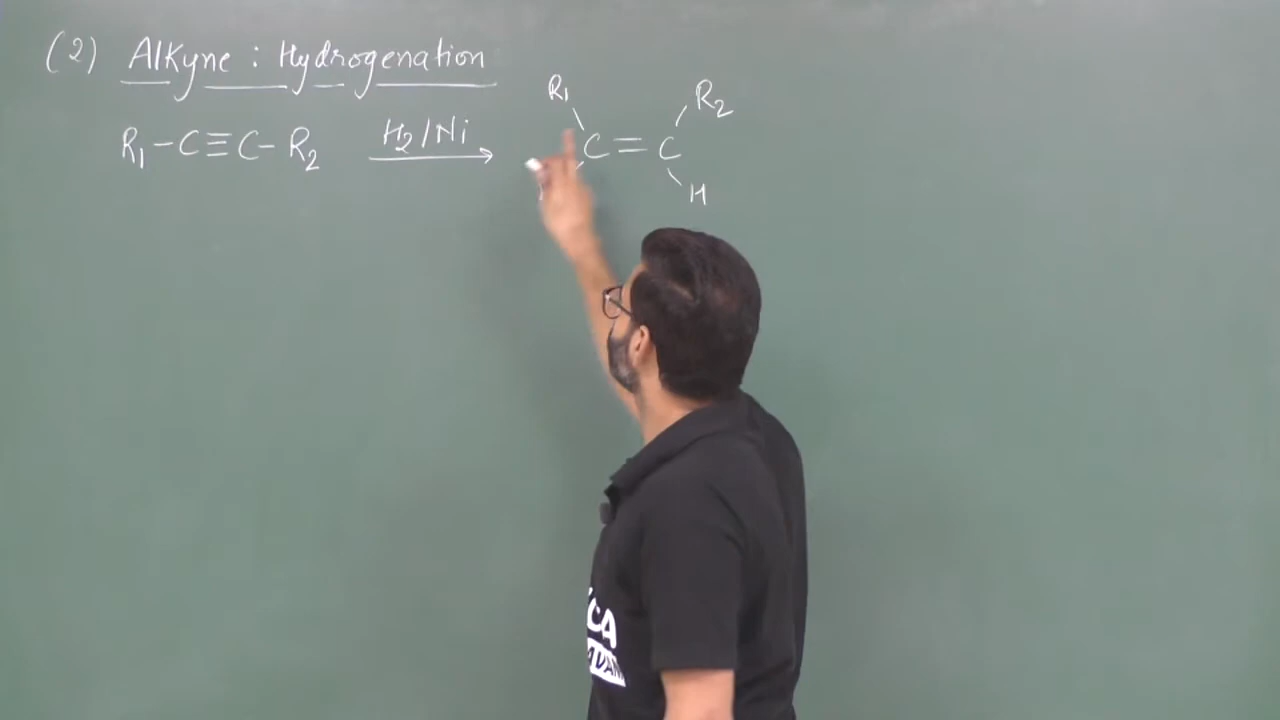 (2) Alkyne : Hydrogenation
R₁ R₂
R₁-C≡C-R₂ H₂/Ni → C=C
H